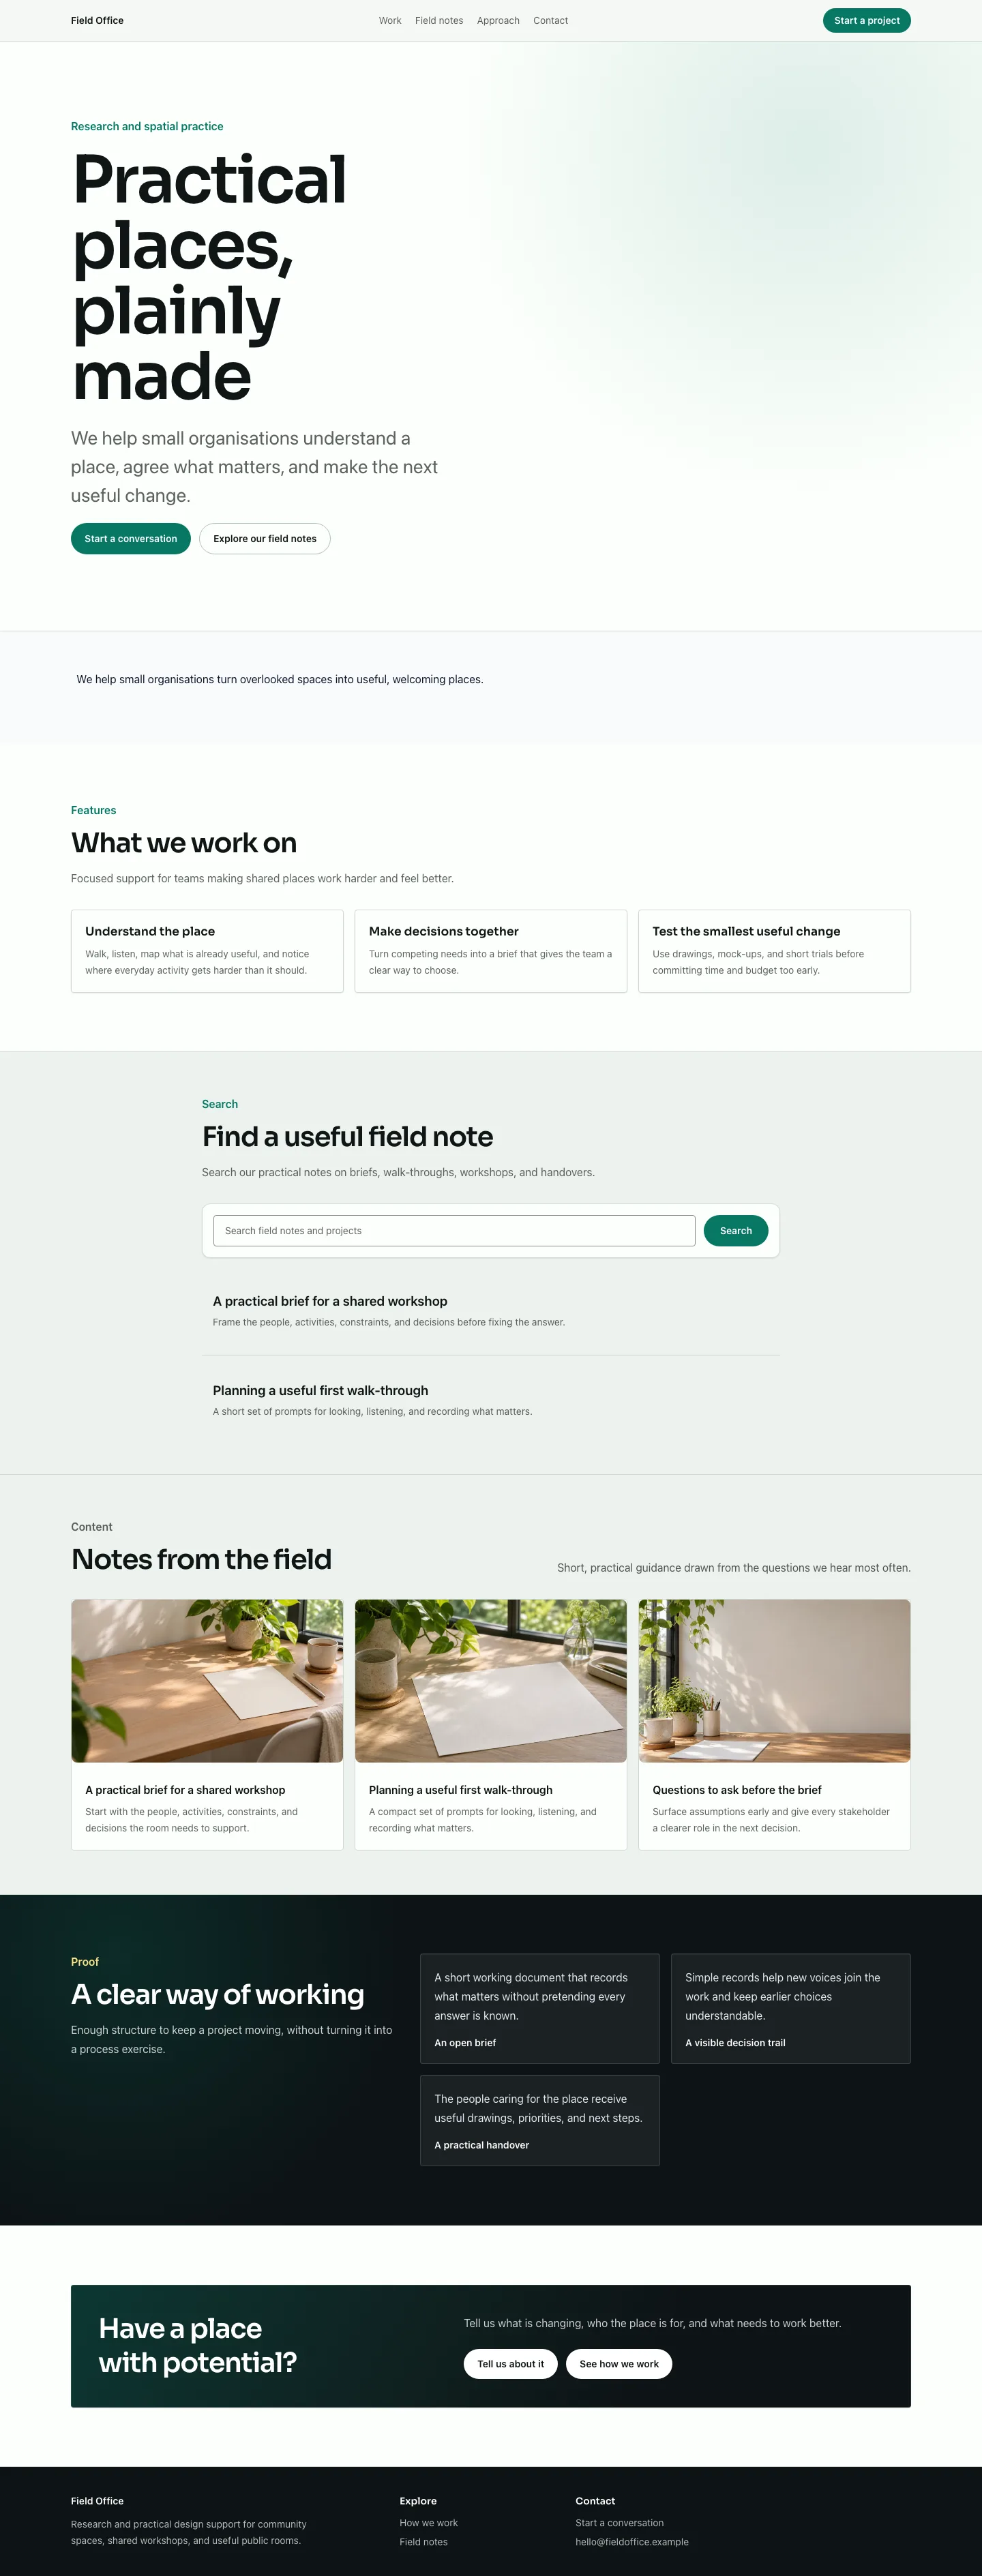 Field Office
Work
Field notes
Approach
Contact
Start a project
Research and spatial practice
Practical
places,
plainly
made
We help small organisations understand a
place, agree what matters, and make the next
useful change.
Start a conversation
Explore our field notes
We help small organisations turn overlooked spaces into useful, welcoming places.
Features
What we work on
Focused support for teams making shared places work harder and feel better.
Understand the place
Walk, listen, map what is already useful, and notice
where everyday activity gets harder than it should.
Make decisions together
Turn competing needs into a brief that gives the team a
clear way to choose.
Test the smallest useful change
Use drawings, mock-ups, and short trials before
committing time and budget too early.
Search
Find a useful field note
Search our practical notes on briefs, walk-throughs, workshops, and handovers.
Search field notes and projects
Search
A practical brief for a shared workshop
Frame the people, activities, constraints, and decisions before fixing the answer.
Planning a useful first walk-through
A short set of prompts for looking, listening, and recording what matters.
Content
Notes from the field
Short, practical guidance drawn from the questions we hear most often.
A practical brief for a shared workshop
Start with the people, activities, constraints, and
decisions the room needs to support.
Planning a useful first walk-through
A compact set of prompts for looking, listening, and
recording what matters.
Questions to ask before the brief
Surface assumptions early and give every stakeholder
a clearer role in the next decision.
Proof
A clear way of working
Enough structure to keep a project moving, without turning it into
a process exercise.
A short working document that records
what matters without pretending every
answer is known.
An open brief
Simple records help new voices join the
work and keep earlier choices
understandable.
A visible decision trail
The people caring for the place receive
useful drawings, priorities, and next steps.
A practical handover
Have a place
with potential?
Tell us what is changing, who the place is for, and what needs to work better.
Tell us about it
See how we work
Field Office
Research and practical design support for community
spaces, shared workshops, and useful public rooms.
Explore
How we work
Field notes
Contact
Start a conversation
hello@fieldoffice.example